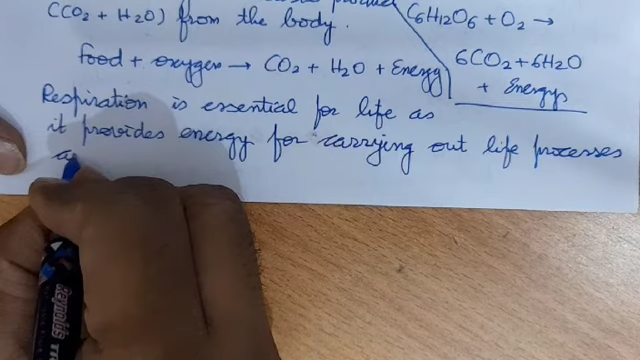 (CO2 + H2O) from the body.
C6H12O6 + O2 →
6CO2 + 6H2O
+ Energy
food + oxygen → CO2 + H2O + Energy
Respiration is essential for life as
it provides energy for carrying out life processes
Reynolds